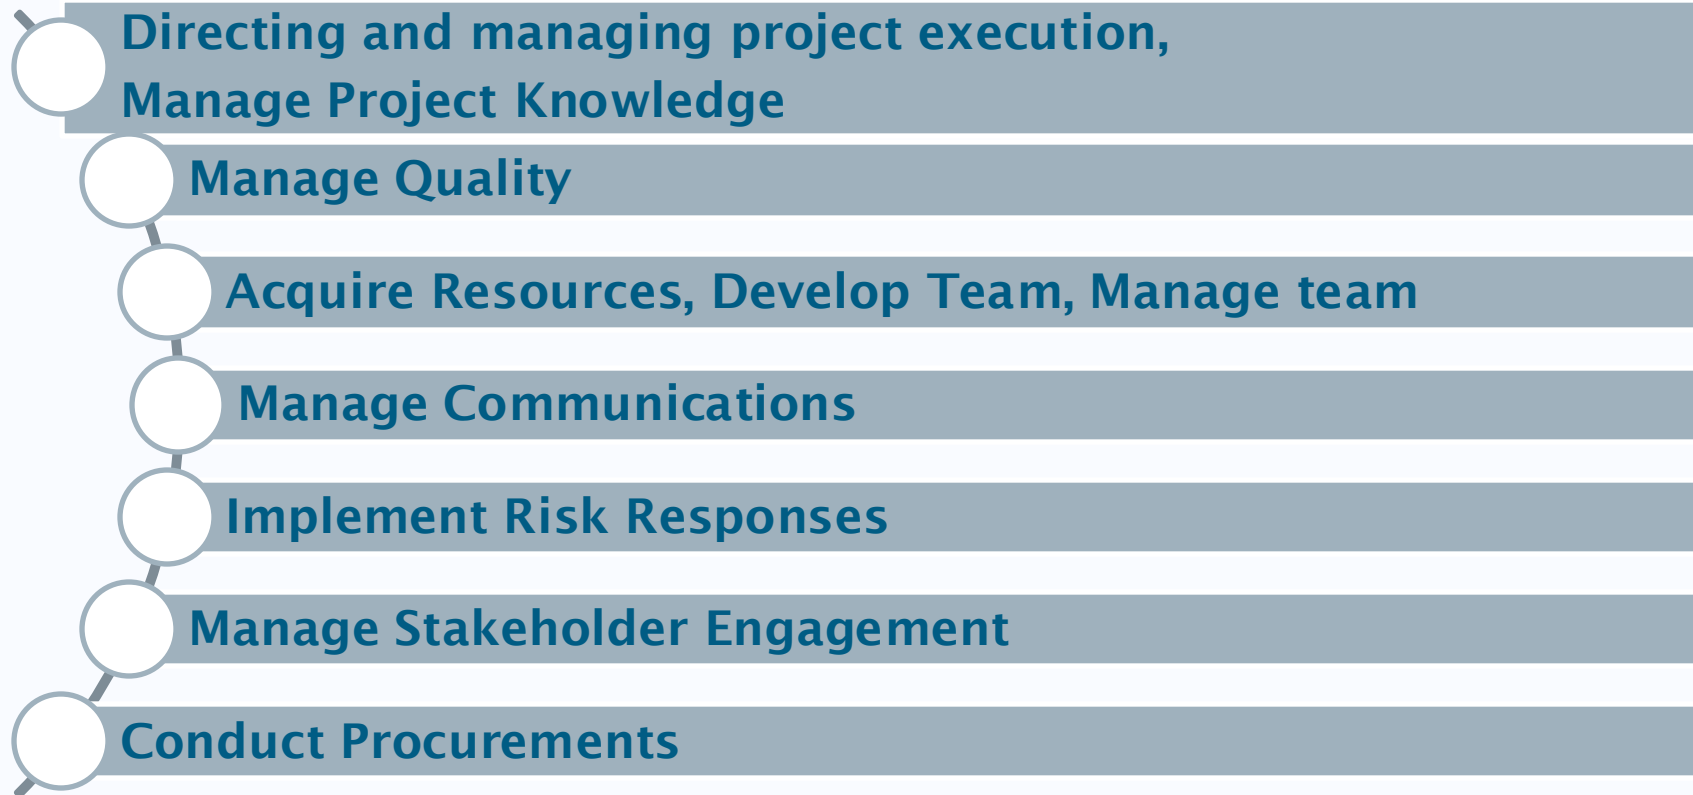 Directing and managing project execution,
Manage Project Knowledge
Manage Quality
Acquire Resources, Develop Team, Manage team
Manage Communications
Implement Risk Responses
Manage Stakeholder Engagement
Conduct Procurements